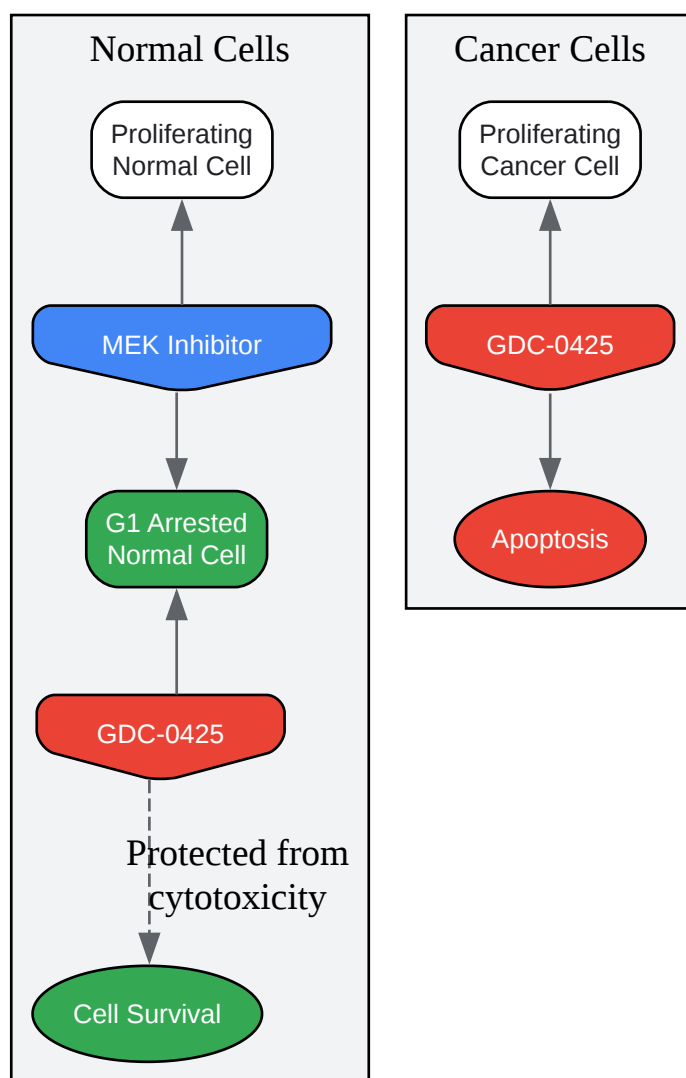 Normal Cells
Proliferating
Normal Cell
MEK Inhibitor
G1 Arrested
Normal Cell
GDC-0425
Protected from
cytotoxicity
Cell Survival
Cancer Cells
Proliferating
Cancer Cell
GDC-0425
Apoptosis